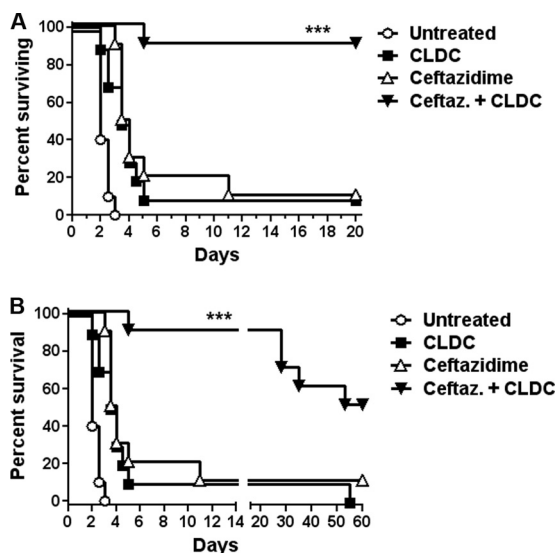 A
Percent surviving
100
80
60
40
20
0
***
0 2 4 6 8 10 12 14 16 18 20
Days
Untreated
CLDC
Ceftazidime
Ceftaz. + CLDC
B
Percent survival
100
80
60
40
20
0
***
0 2 4 6 8 10 12 14 20 30 40 50 60
Days
Untreated
CLDC
Ceftazidime
Ceftaz. + CLDC